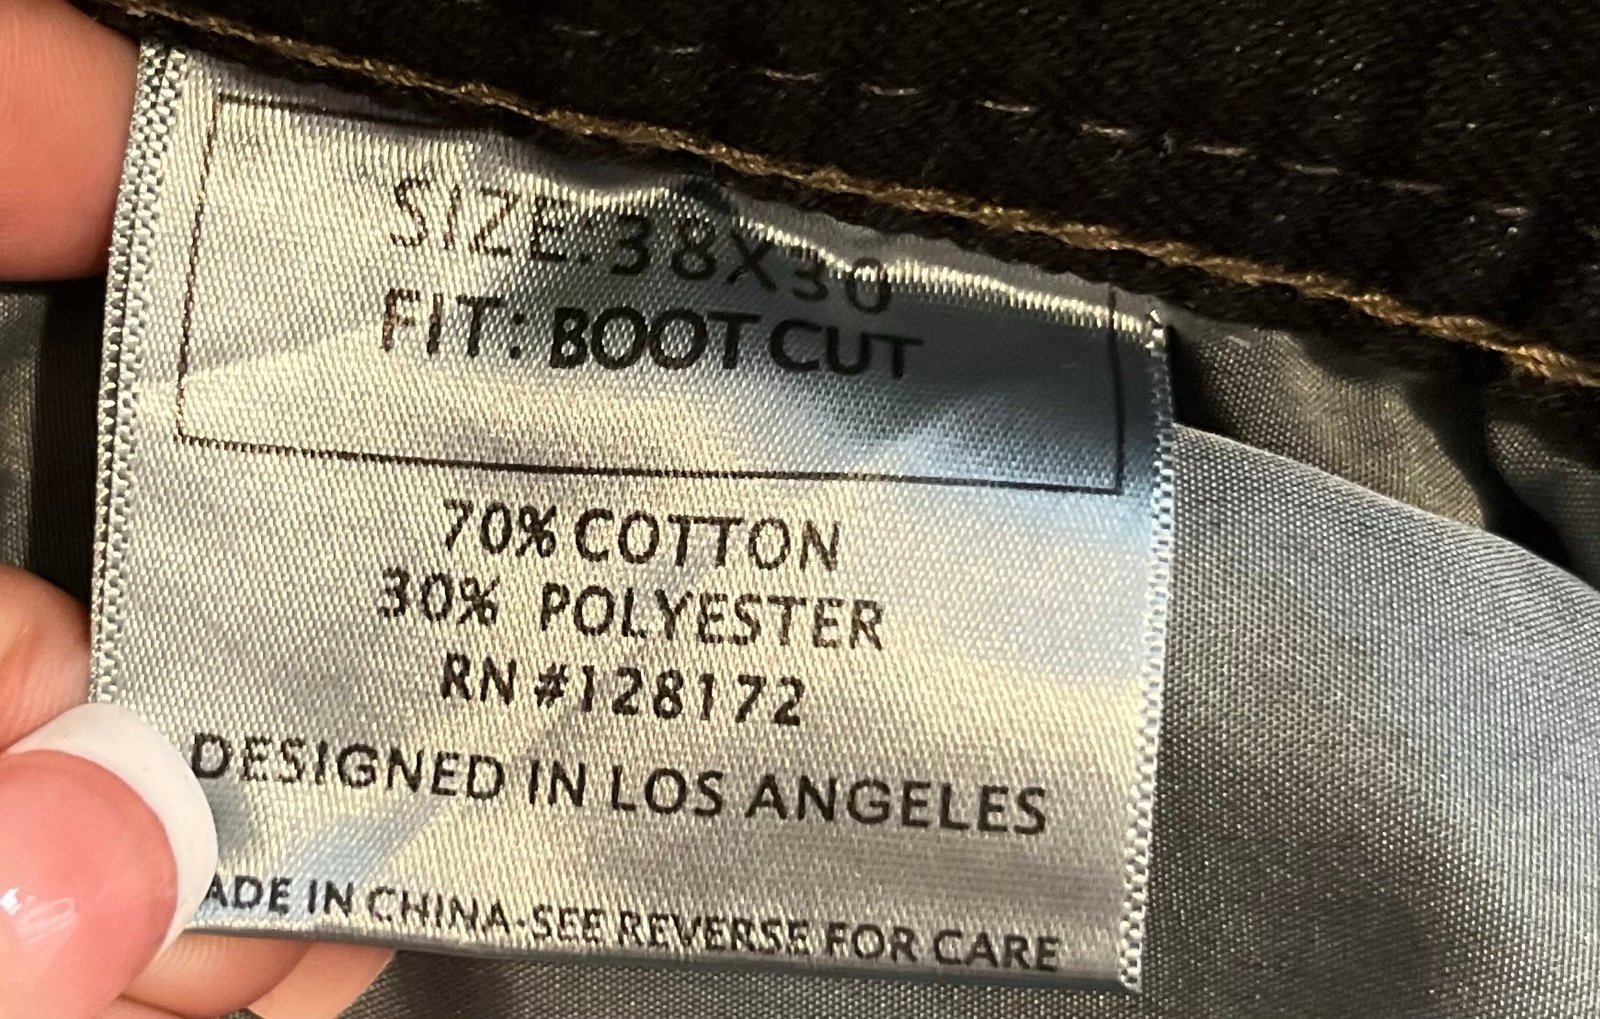 SIZE:38X30
FIT: BOOT CUT
70% COTTON
30% POLYESTER
RN #128172
DESIGNED IN LOS ANGELES
ADE IN CHINA-SEE REVERSE FOR CARE